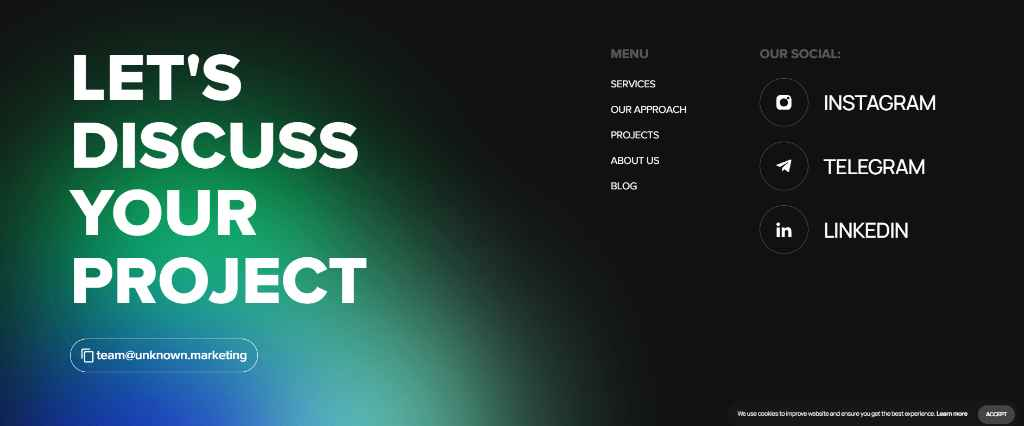 LET'S
DISCUSS
YOUR
PROJECT
team@unknown.marketing
MENU
SERVICES
OUR APPROACH
PROJECTS
ABOUT US
BLOG
OUR SOCIAL:
INSTAGRAM
TELEGRAM
LINKEDIN
We use cookies to improve website and ensure you get the best experience. Learn more
ACCEPT